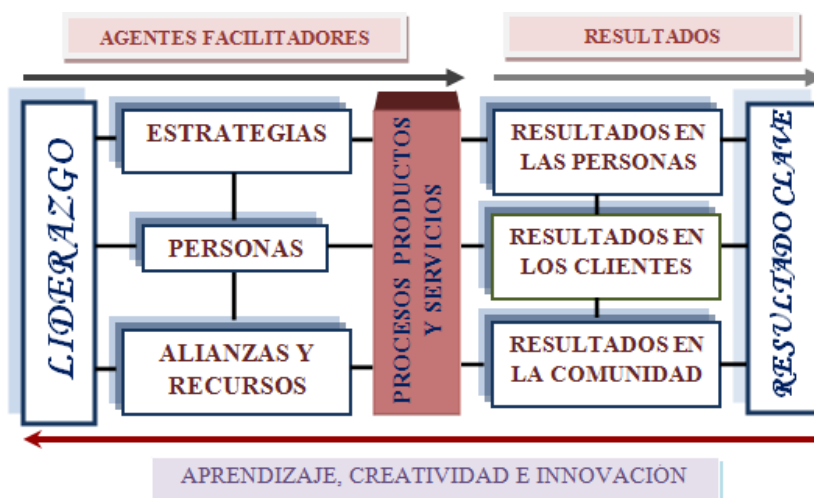 AGENTES FACILITADORES
RESULTADOS
LIDERAZGO
ESTRATEGIAS
PERSONAS
ALIANZAS Y
RECURSOS
PROCESOS PRODUCTOS
Y SERVICIOS
RESULTADOS EN
LAS PERSONAS
RESULTADOS EN
LOS CLIENTES
RESULTADOS EN
LA COMUNIDAD
RESULTADO CLAVE
APRENDIZAJE, CREATIVIDAD E INNOVACIÓN